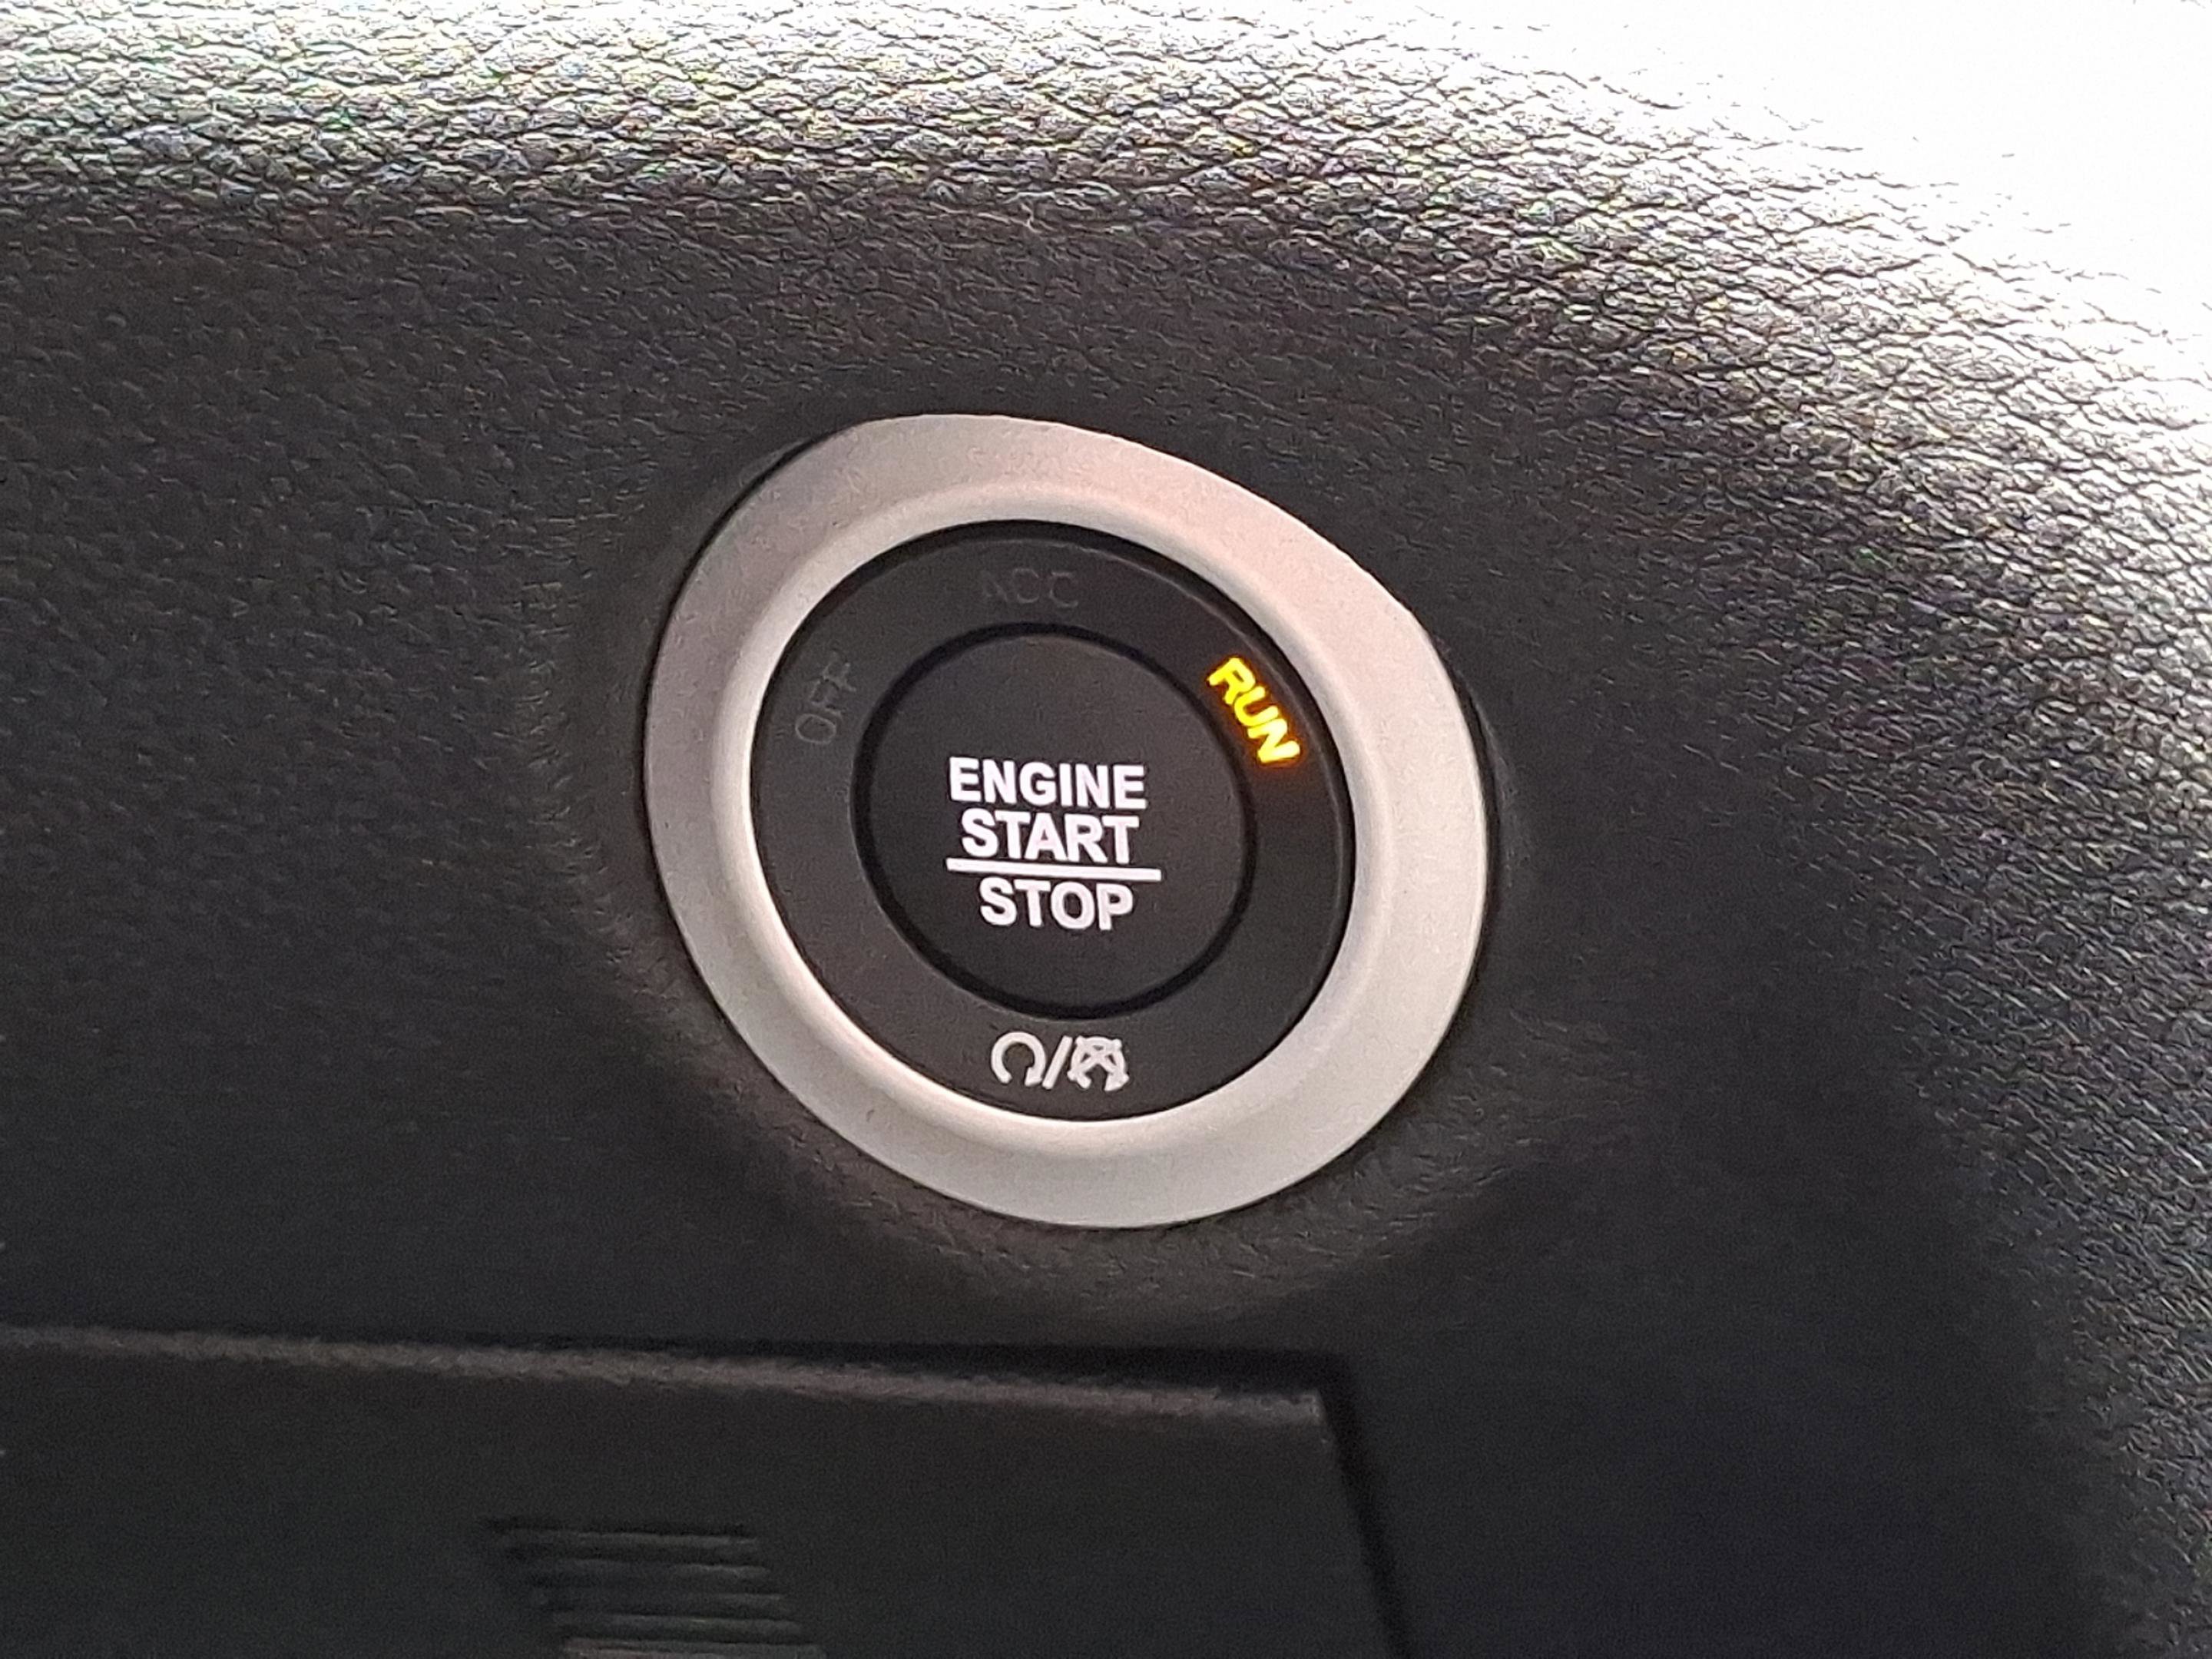 ACC
OFF
RUN
ENGINE
START
STOP
/